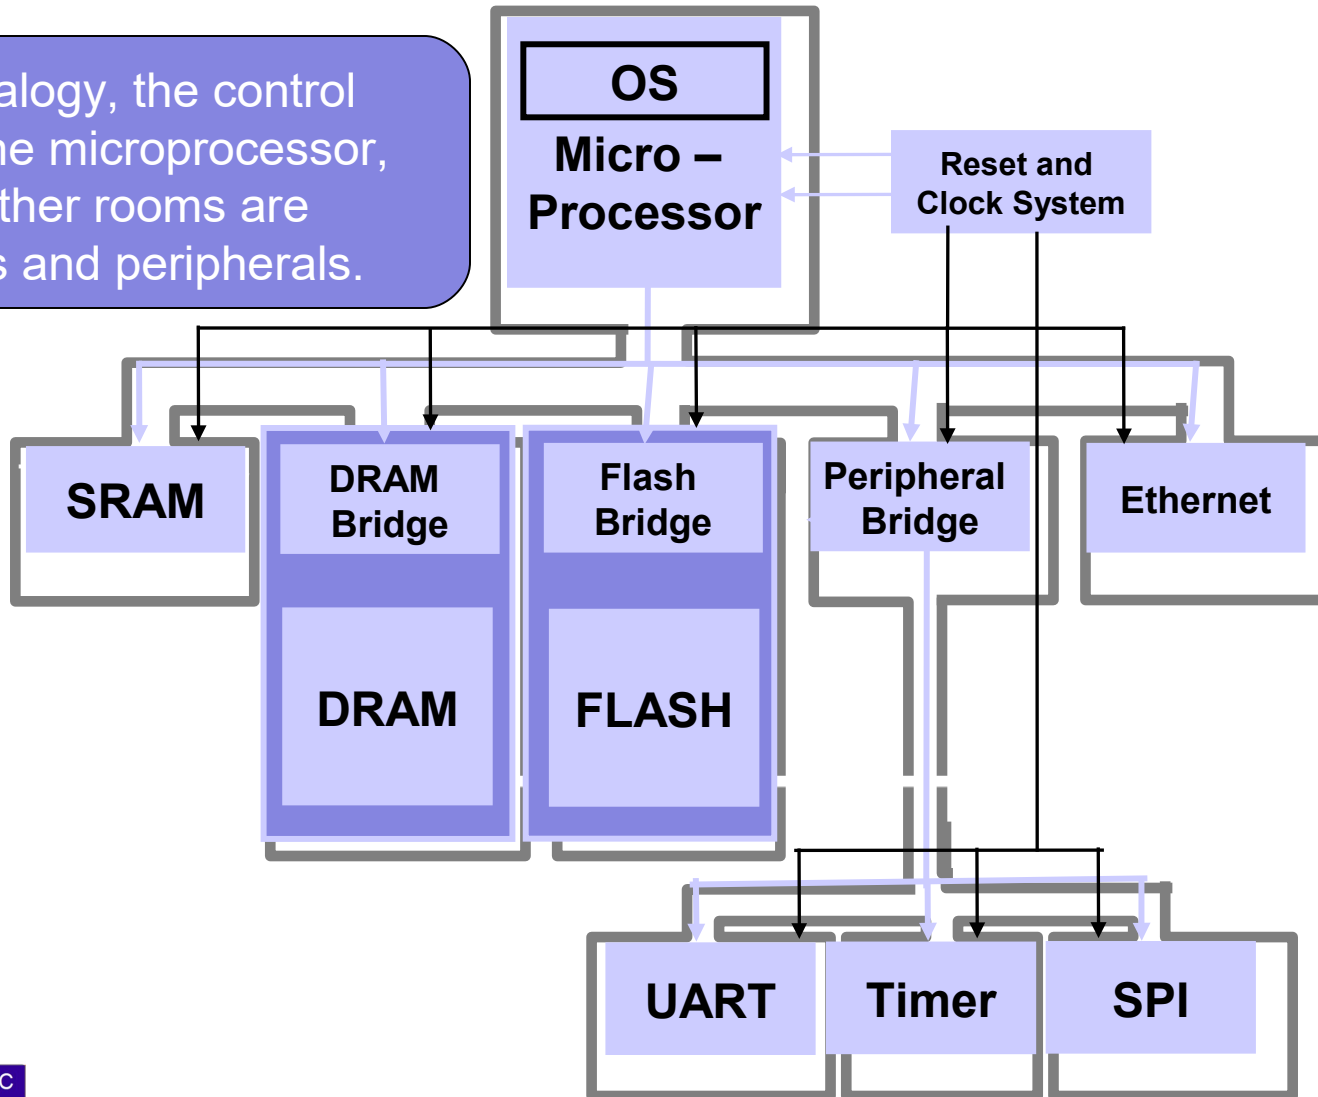 alogy, the control
he microprocessor,
ther rooms are
s and peripherals.
OS
Micro –
Processor
Reset and
Clock System
SRAM
DRAM
Bridge
Flash
Bridge
Peripheral
Bridge
Ethernet
DRAM
FLASH
UART
Timer
SPI
C